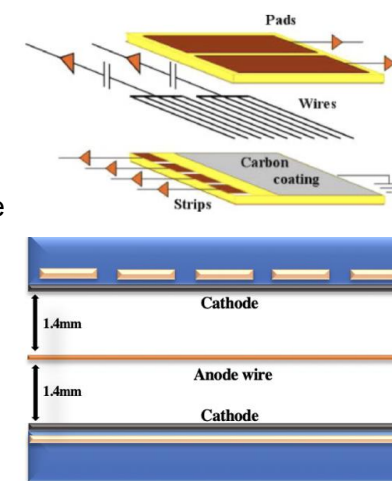 Pads
Wires
Carbon
coating
Strips
e
Cathode
1.4mm
Anode wire
1.4mm
Cathode